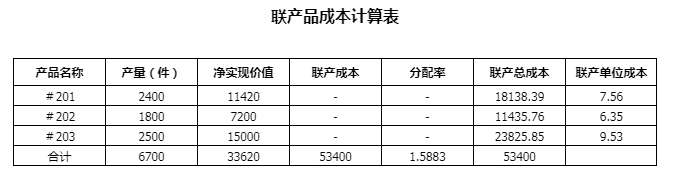 联产品成本计算表
产品名称 产量（件） 净实现价值 联产成本 分配率 联产总成本 联产单位成本
＃201 2400 11420 - - 18138.39 7.56
＃202 1800 7200 - - 11435.76 6.35
＃203 2500 15000 - - 23825.85 9.53
合计 6700 33620 53400 1.5883 53400